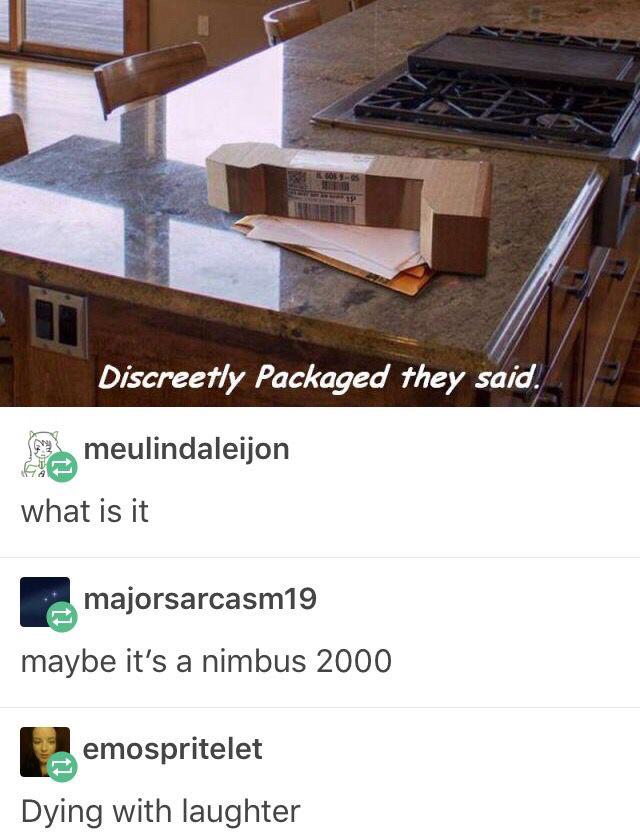 Discreetly Packaged they said.
meulindaleijon
what is it
majorsarcasm19
maybe it's a nimbus 2000
emospritelet
Dying with laughter